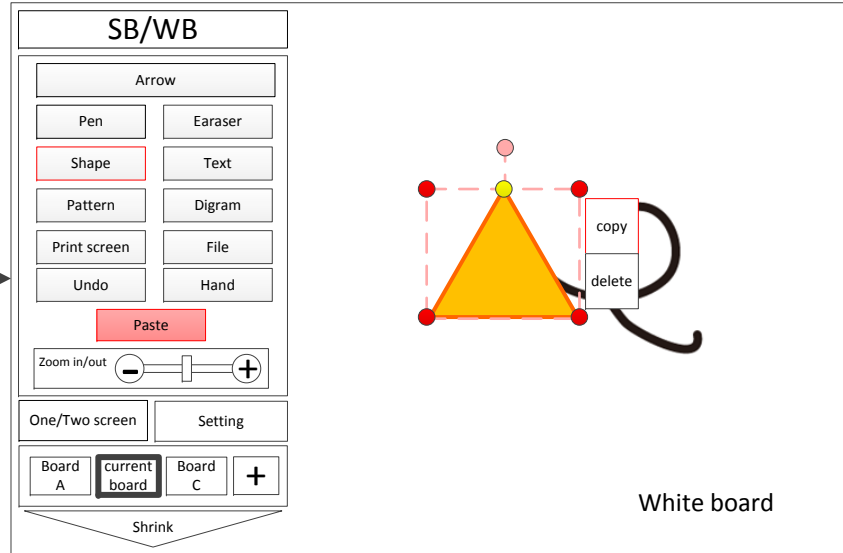 SB/WB
Arrow
Pen
Earaser
Shape
Text
Pattern
Digram
Print screen
File
Undo
Hand
Paste
Zoom in/out
-
+
One/Two screen
Setting
Board
A
current
board
Board
C
+
Shrink
copy
delete
White board